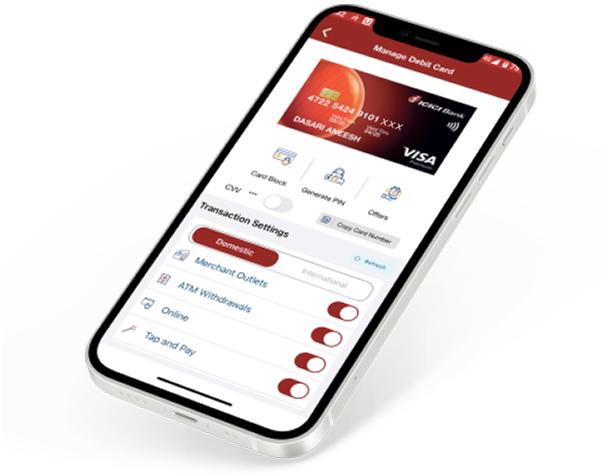 Manage Debit Card
ICICI Bank
4722 5424 9101 XXX
DASARI ANEESH
VISA
Card Block
Generate PIN
Offers
CVV ···
Copy Card Number
Transaction Settings
Refresh
Domestic
International
Merchant Outlets
ATM Withdrawals
Online
Tap and Pay